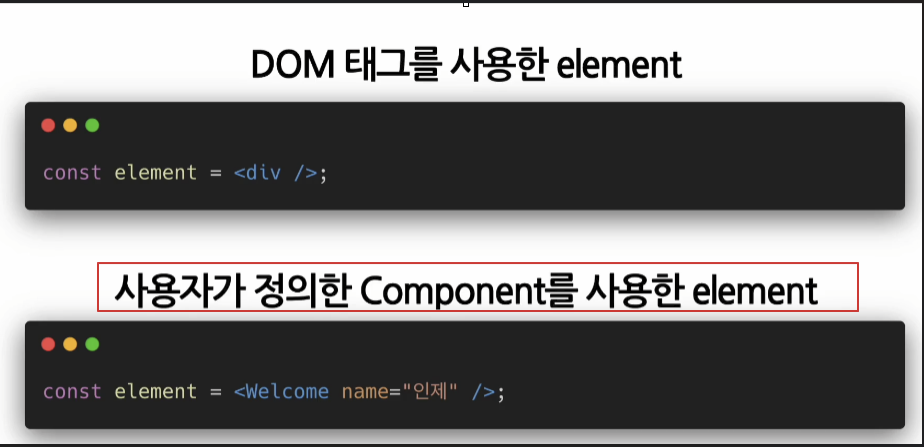 DOM 태그를 사용한 element
const element = <div />;
사용자가 정의한 Component를 사용한 element
const element = <Welcome name="인제" />;